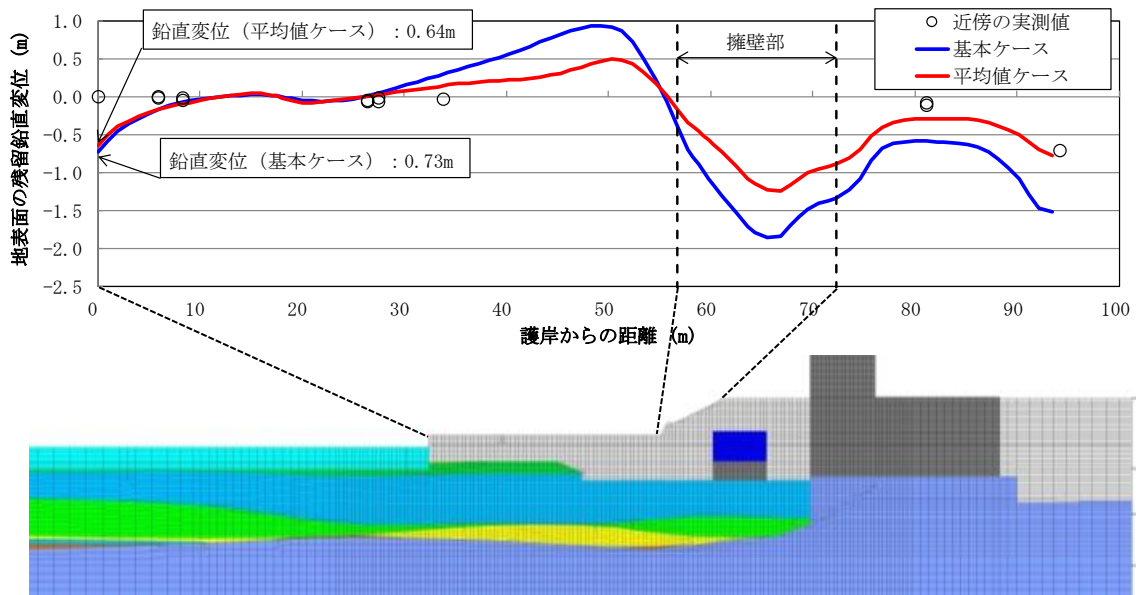 地表面の残留鉛直変位 (m)
1.0
0.5
0.0
-0.5
-1.0
-1.5
-2.0
-2.5
鉛直変位(平均値ケース):0.64m
鉛直変位(基本ケース):0.73m
擁壁部
近傍の実測値
基本ケース
平均値ケース
0 10 20 30 40 50 60 70 80 90 100
護岸からの距離 (m)